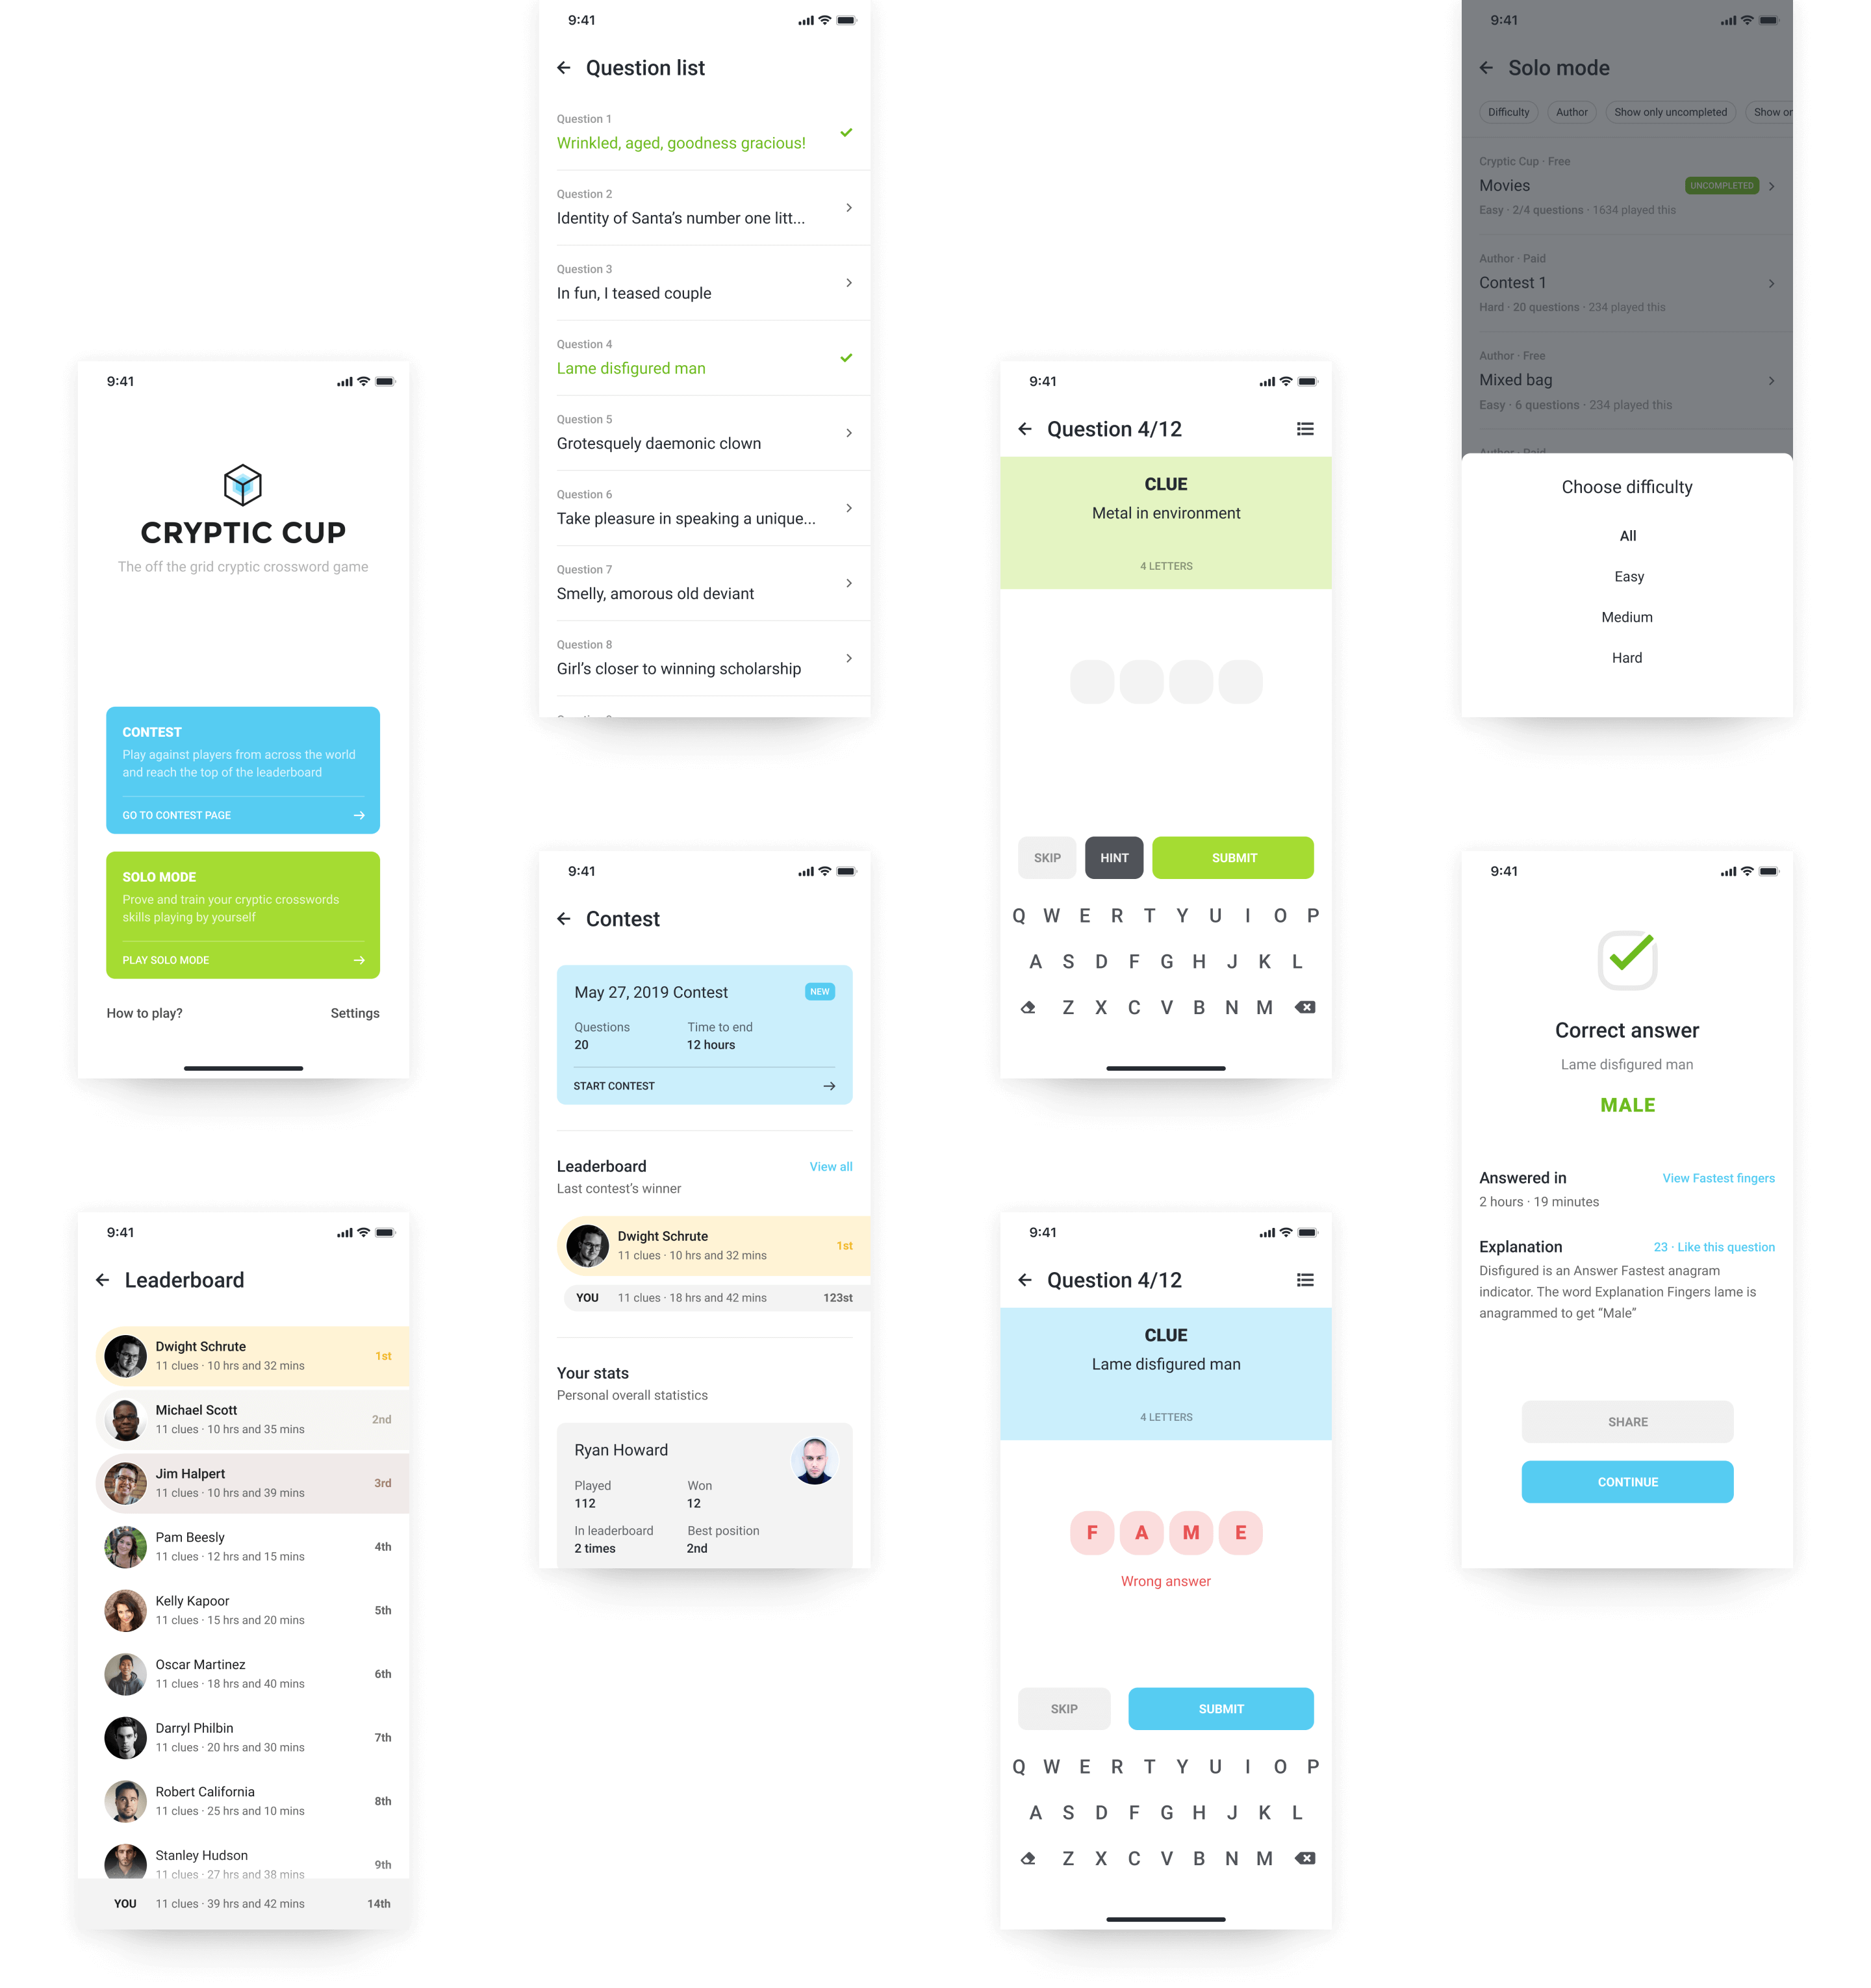 9:41
CRYPTIC CUP
The off the grid cryptic crossword game
CONTEST
Play against players from across the world
and reach the top of the leaderboard
GO TO CONTEST PAGE
SOLO MODE
Prove and train your cryptic crosswords
skills playing by yourself
PLAY SOLO MODE
How to play?
Settings
9:41
Leaderboard
Dwight Schrute
11 clues · 10 hrs and 32 mins
1st
Michael Scott
11 clues · 10 hrs and 35 mins
2nd
Jim Halpert
11 clues · 10 hrs and 39 mins
3rd
Pam Beesly
11 clues · 12 hrs and 15 mins
4th
Kelly Kapoor
11 clues · 15 hrs and 20 mins
5th
Oscar Martinez
11 clues · 18 hrs and 40 mins
6th
Darryl Philbin
11 clues · 20 hrs and 30 mins
7th
Robert California
11 clues · 25 hrs and 10 mins
8th
Stanley Hudson
11 clues · 27 hrs and 38 mins
9th
YOU 11 clues · 39 hrs and 42 mins 14th
9:41
Question list
Question 1
Wrinkled, aged, goodness gracious!
Question 2
Identity of Santa's number one litt...
Question 3
In fun, I teased couple
Question 4
Lame disfigured man
Question 5
Grotesquely daemonic clown
Question 6
Take pleasure in speaking a unique...
Question 7
Smelly, amorous old deviant
Question 8
Girl's closer to winning scholarship
9:41
Contest
May 27, 2019 Contest
NEW
Questions Time to end
20 12 hours
START CONTEST
Leaderboard View all
Last contest's winner
Dwight Schrute
11 clues · 10 hrs and 32 mins
1st
YOU 11 clues · 18 hrs and 42 mins 123st
Your stats
Personal overall statistics
Ryan Howard
Played Won
112 12
In leaderboard Best position
2 times 2nd
9:41
Question 4/12
CLUE
Metal in environment
4 LETTERS
SKIP HINT SUBMIT
Q W E R T Y U I O P
A S D F G H J K L
Z X C V B N M
9:41
Question 4/12
CLUE
Lame disfigured man
4 LETTERS
F A M E
Wrong answer
SKIP SUBMIT
Q W E R T Y U I O P
A S D F G H J K L
Z X C V B N M
9:41
Solo mode
Difficulty Author Show only uncompleted Show or
Cryptic Cup · Free
Movies
UNCOMPLETED
Easy · 2/4 questions · 1634 played this
Author · Paid
Contest 1
Hard · 20 questions · 234 played this
Author · Free
Mixed bag
Easy · 6 questions · 234 played this
Author · Paid
Choose difficulty
All
Easy
Medium
Hard
9:41
Correct answer
Lame disfigured man
MALE
Answered in View Fastest fingers
2 hours · 19 minutes
Explanation 23 · Like this question
Disfigured is an Answer Fastest anagram
indicator. The word Explanation Fingers lame is
anagrammed to get “Male”
SHARE
CONTINUE